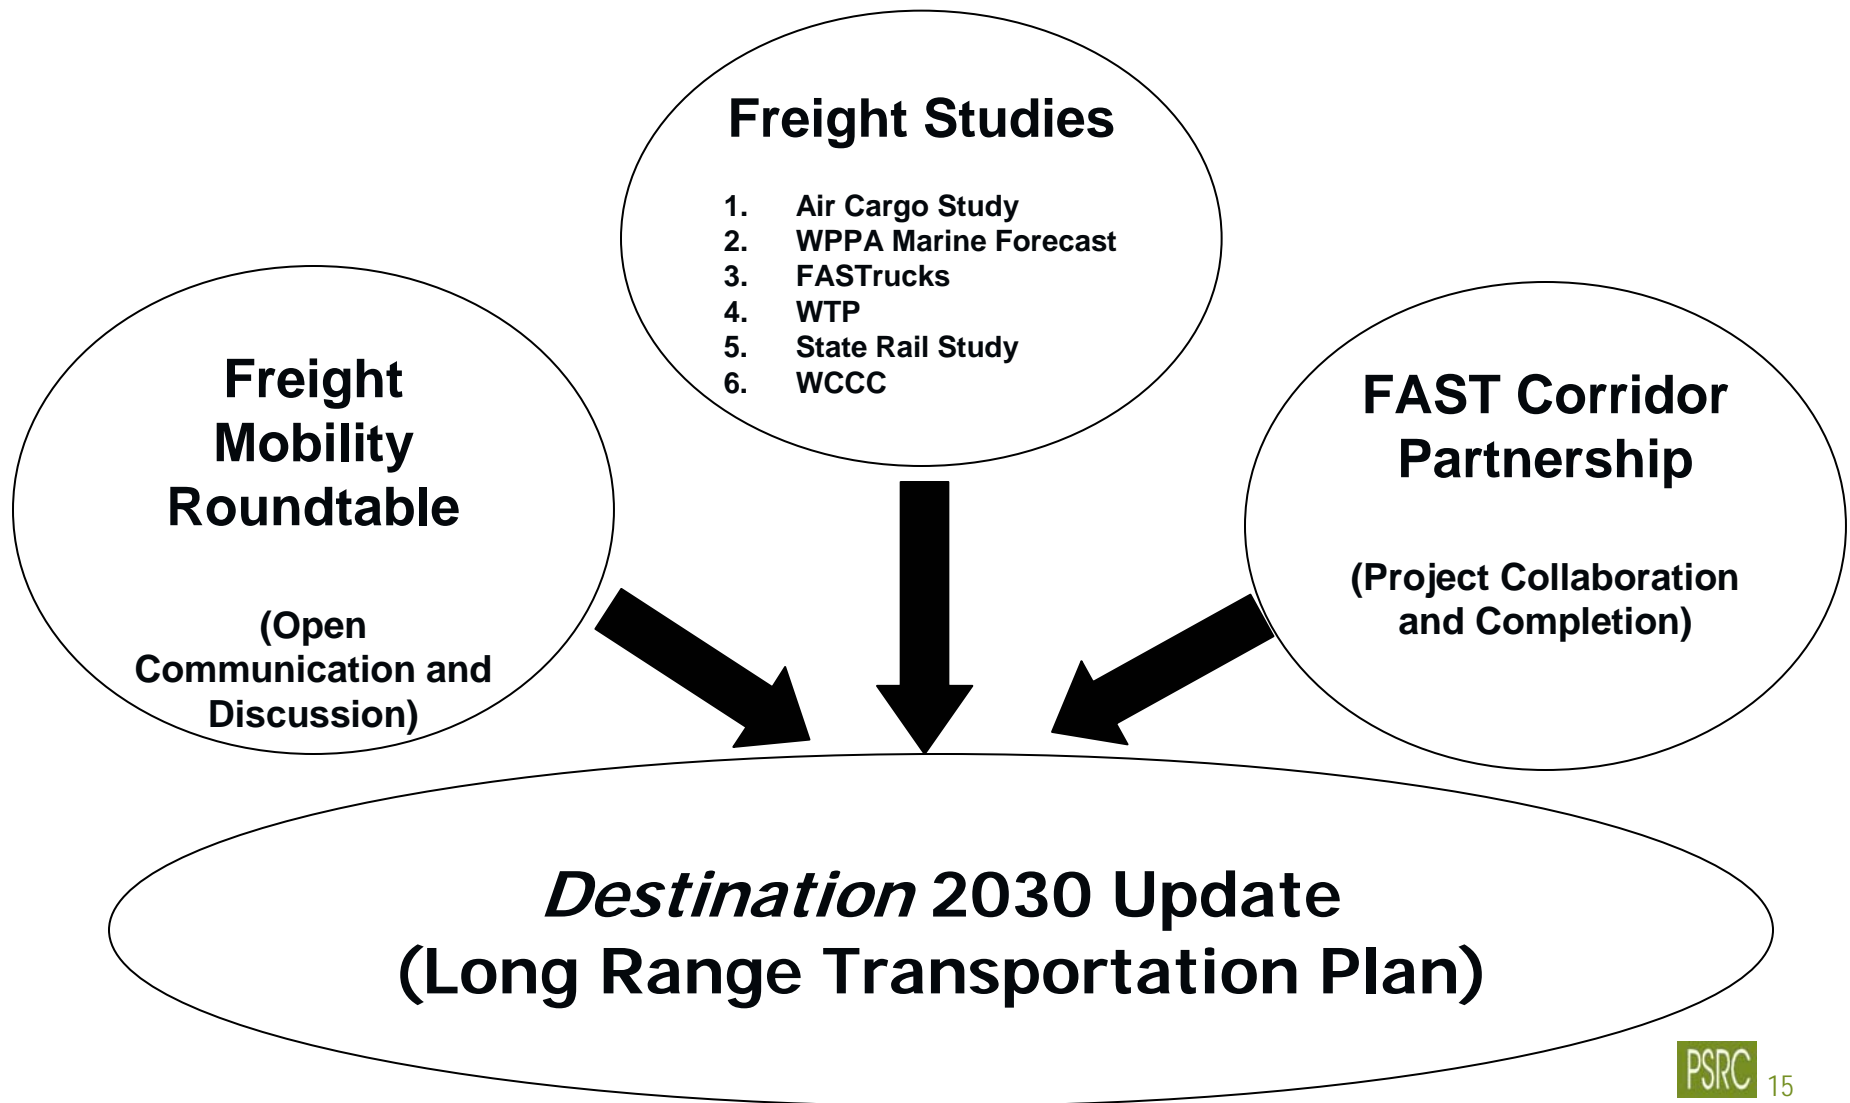 Freight Studies
1. Air Cargo Study
2. WPPA Marine Forecast
3. FASTrucks
4. WTP
5. State Rail Study
6. WCCC
Freight
Mobility
Roundtable
(Open
Communication and
Discussion)
FAST Corridor
Partnership
(Project Collaboration
and Completion)
Destination 2030 Update
(Long Range Transportation Plan)
PSRC
15